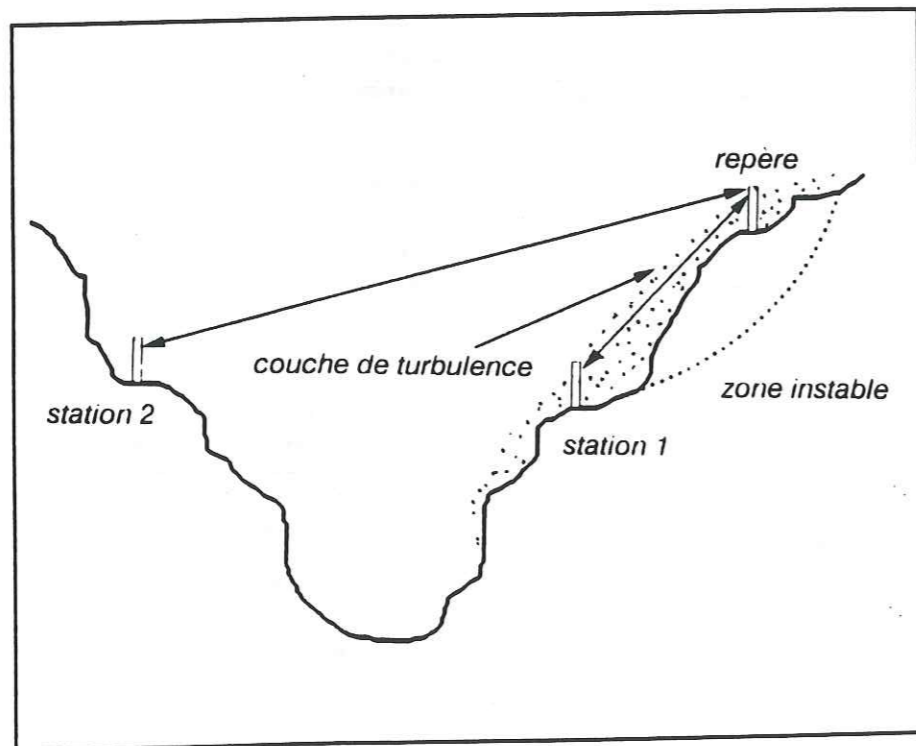 repère
couche de turbulence
zone instable
station 2
station 1